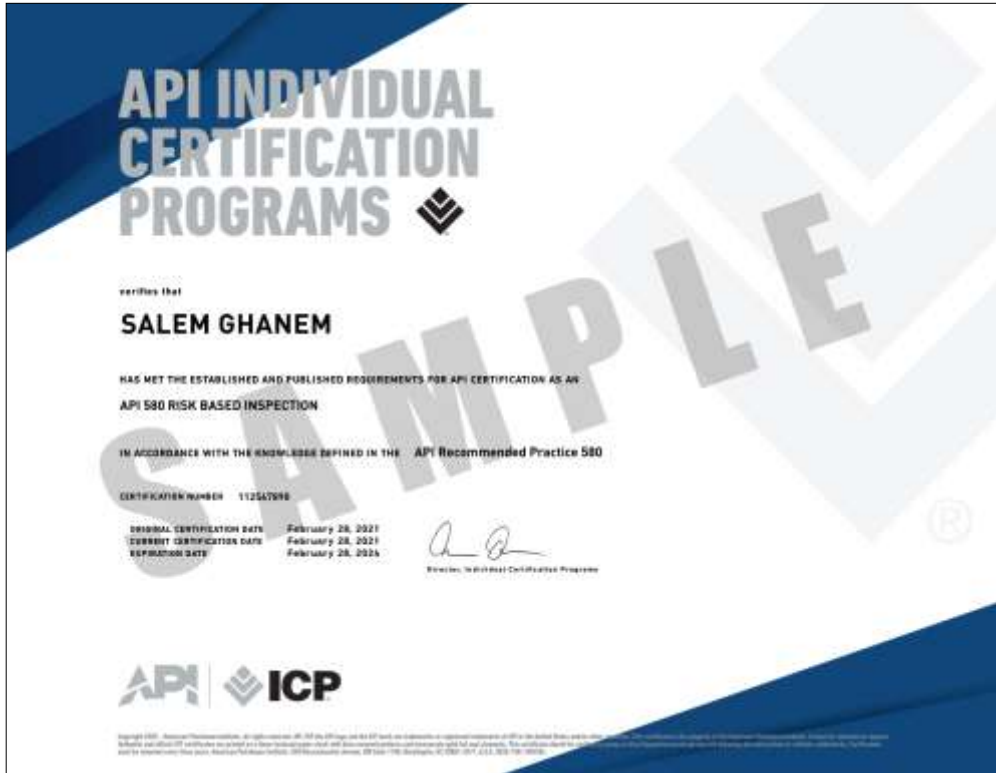 API INDIVIDUAL
CERTIFICATION
PROGRAMS
verifies that
SALEM GHANEM
HAS MET THE ESTABLISHED AND PUBLISHED REQUIREMENTS FOR API CERTIFICATION AS AN
API 580 RISK BASED INSPECTION
IN ACCORDANCE WITH THE KNOWLEDGE DEFINED IN THE API Recommended Practice 580
CERTIFICATION NUMBER
ORIGINAL CERTIFICATION DATE February 28, 2021
CURRENT CERTIFICATION DATE February 28, 2021
EXPIRATION DATE February 28, 2024
Director, Individual Certification Programs
SAMPLE
®
API ICP